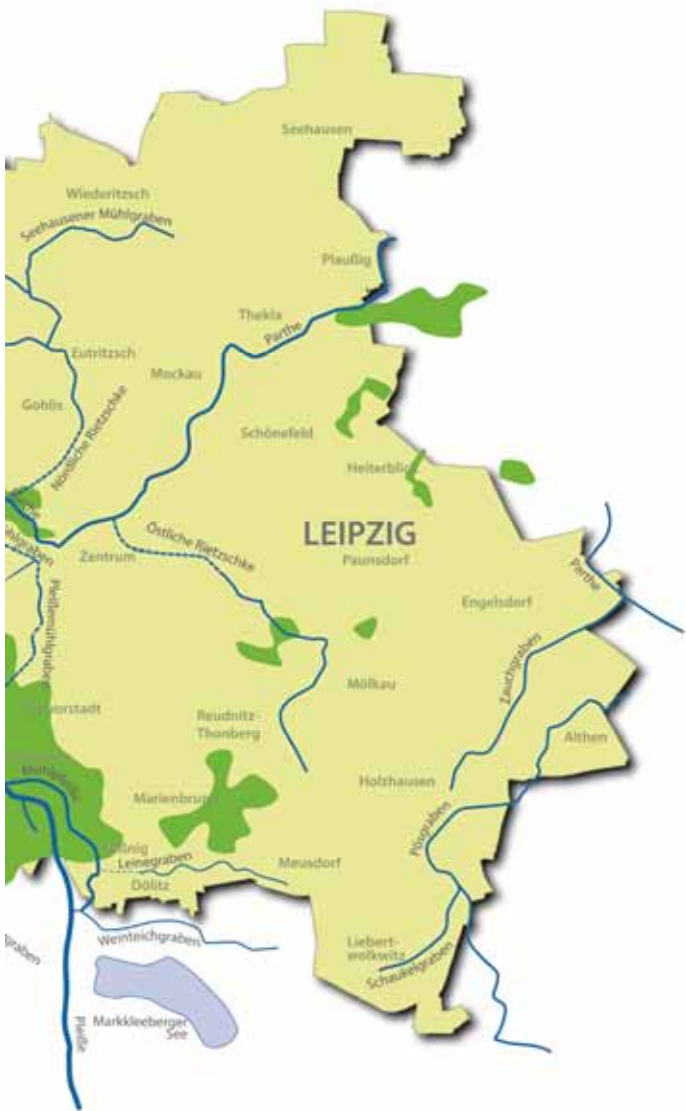 Seehausen
Wiederitzsch
Seehausener Mühlgraben
Plaußig
Thekla
Parthe
Eutritzsch
Mockau
Gohlis
Nördliche Rietzschke
Schönefeld
Heiterblick
LEIPZIG
Paunsdorf
Östliche Rietzschke
Zentrum
Parthe
Engelsdorf
Pleißemühlgraben
Zauchgraben
Mölkau
Reudnitz-
Thonberg
Althen
Holzhausen
Marienbrunn
Pösgraben
Leinegraben
Meusdorf
Dölitz
Weinteichgraben
Liebert-
wolkwitz
Schaukelgraben
Markkleeberger
See
Pleiße